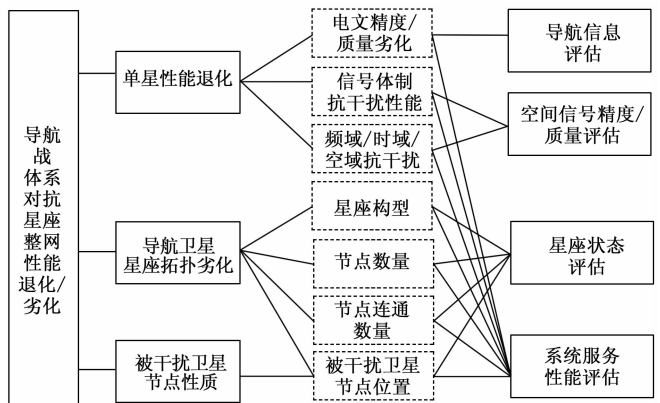 导航
战
体系
对抗
星座
整网
性能
退化/
劣化
单星性能退化
导航卫星
星座拓扑劣化
被干扰卫星
节点性质
电文精度/
质量劣化
信号体制
抗干扰性能
频域/时域/
空域抗干扰
星座构型
节点数量
节点连通
数量
被干扰卫星
节点位置
导航信息
评估
空间信号精度/
质量评估
星座状态
评估
系统服务
性能评估